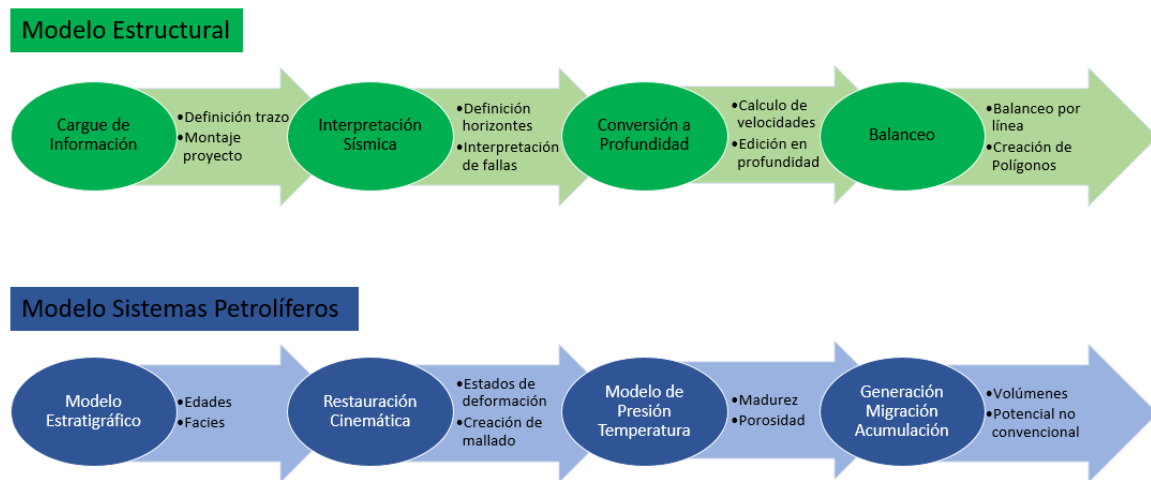 Modelo Estructural
Cargue de
Información
•Definición trazo
•Montaje
proyecto
Interpretación
Sísmica
•Definición
horizontes
•Interpretación
de fallas
Conversión a
Profundidad
•Calculo de
velocidades
•Edición en
profundidad
Balanceo
•Balanceo por
línea
•Creación de
Polígonos
Modelo Sistemas Petrolíferos
Modelo
Estratigráfico
•Edades
•Facies
Restauración
Cinemática
•Estados de
deformación
•Creación de
mallado
Modelo de
Presión
Temperatura
•Madurez
•Porosidad
Generación
Migración
Acumulación
•Volúmenes
•Potencial no
convencional